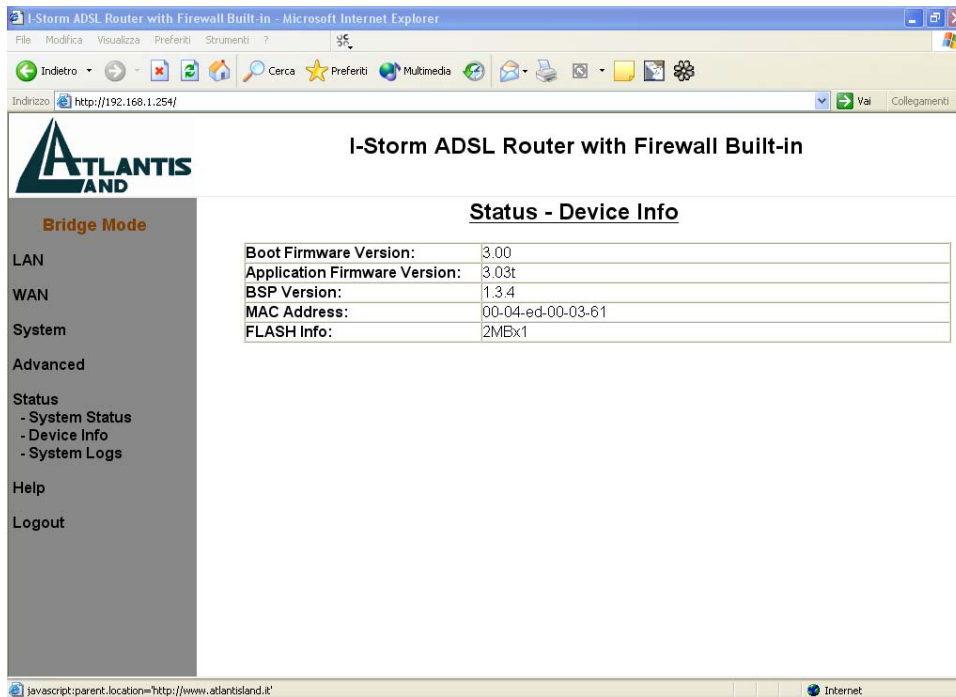 I-Storm ADSL Router with Firewall Built-in - Microsoft Internet Explorer
File Modifica Visualizza Preferiti Strumenti ?
Indietro Cerca Preferiti Multimedia
Indirizzo http://192.168.1.254/ Vai Collegamenti
ATLANTIS
LAND
I-Storm ADSL Router with Firewall Built-in
Bridge Mode
LAN
WAN
System
Advanced
Status
- System Status
- Device Info
- System Logs
Help
Logout
Status - Device Info
Boot Firmware Version: 3.00
Application Firmware Version: 3.03t
BSP Version: 1.3.4
MAC Address: 00-04-ed-00-03-61
FLASH Info: 2MBx1
javascript:parent.location='http://www.atlantisland.it' Internet